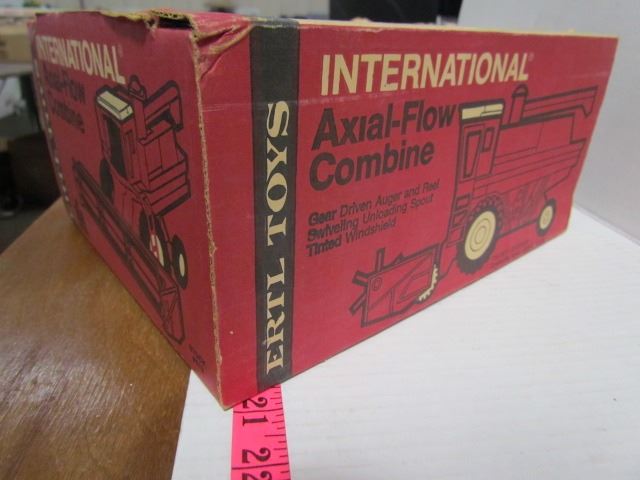 INTERNATIONAL
Axial-Flow
Combine
ERTL TOYS
INTERNATIONAL
Axial-Flow
Combine
Gear Driven Auger and Reel
Swiveling Unloading Spout
Tinted Windshield
21
22